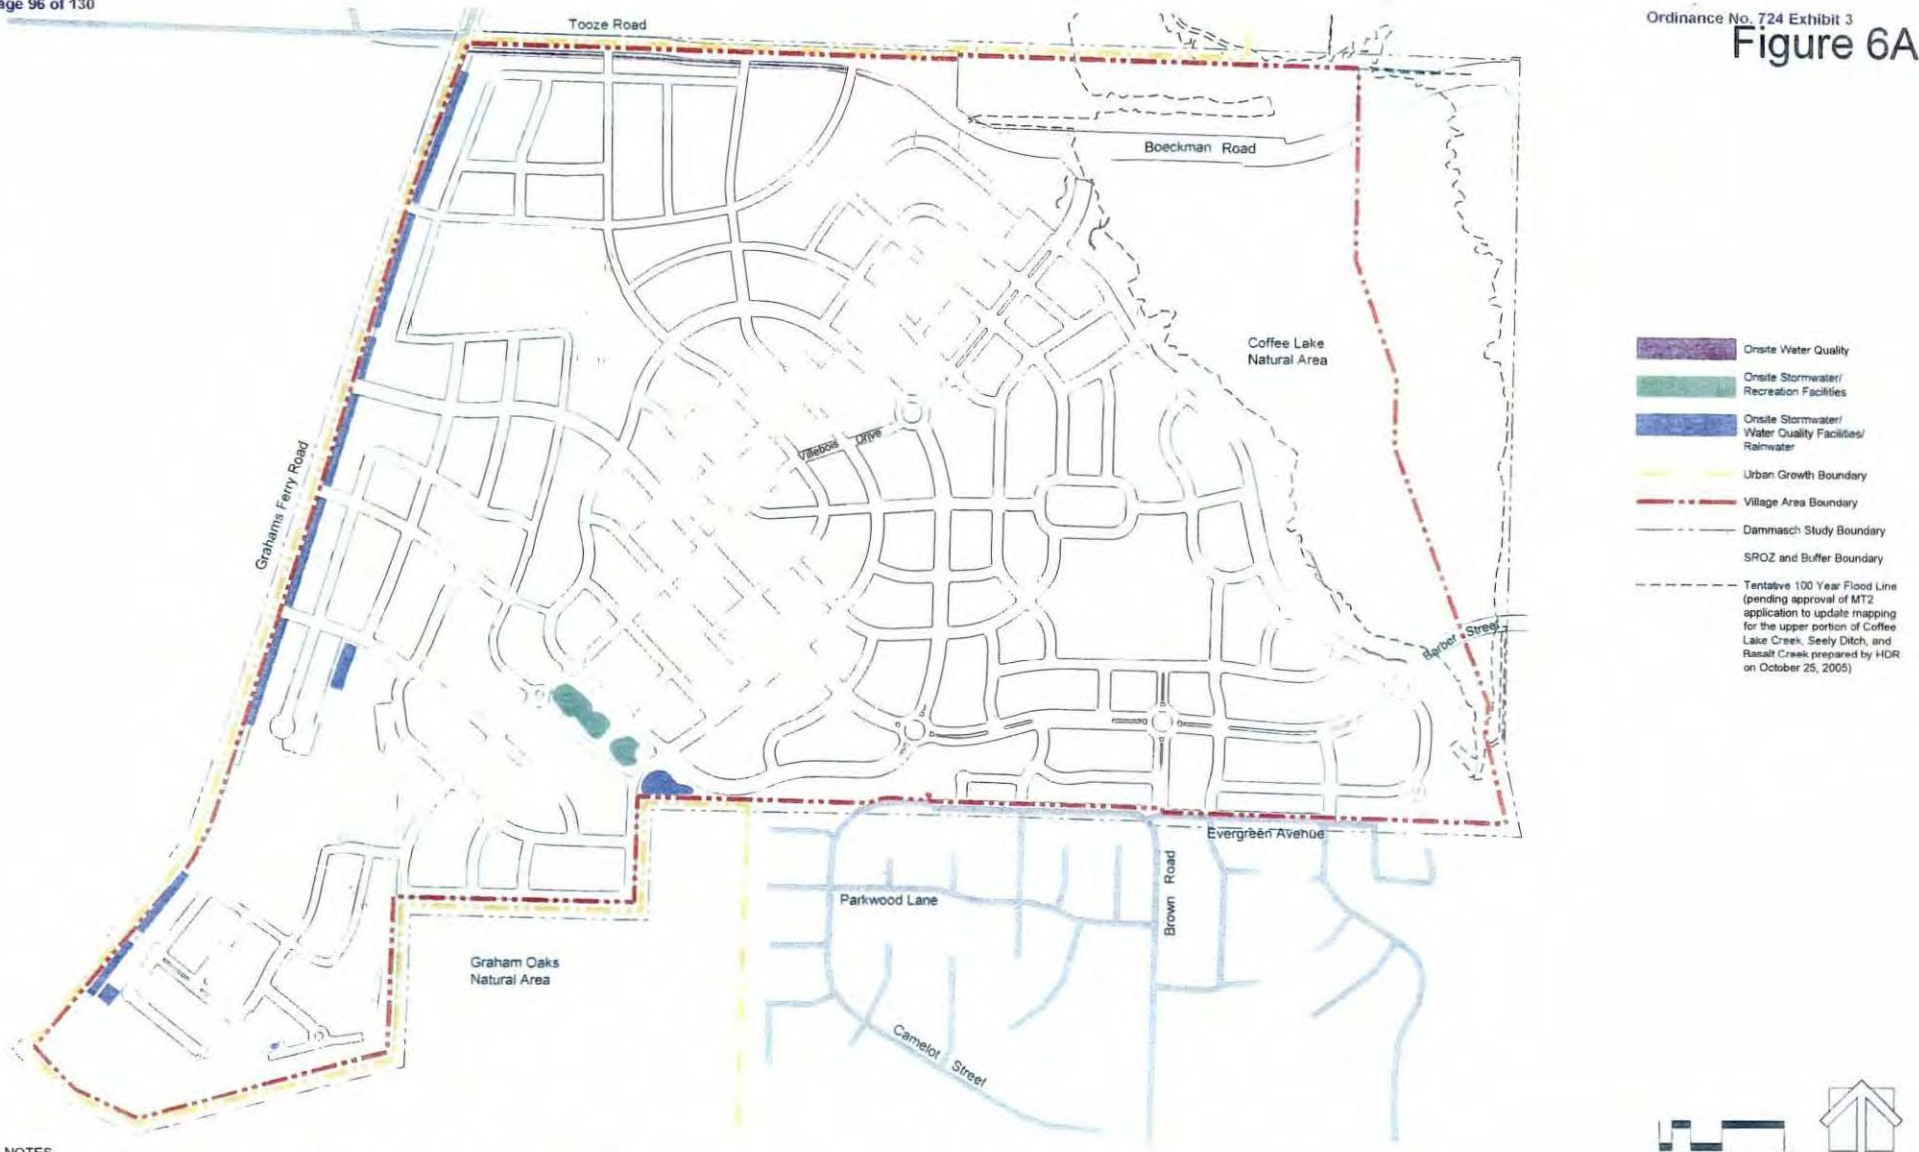 age 96 of 130
Ordinance No. 724 Exhibit 3
Figure 6A
Tooze Road
Boeckman Road
Coffee Lake
Natural Area
Grahams Ferry Road
Villebois Drive
Barber Street
Evergreen Avenue
Parkwood Lane
Brown Road
Graham Oaks
Natural Area
Camelot Street
Onsite Water Quality
Onsite Stormwater/
Recreation Facilities
Onsite Stormwater/
Water Quality Facilities/
Rainwater
Urban Growth Boundary
Village Area Boundary
Dammasch Study Boundary
SROZ and Buffer Boundary
Tentative 100 Year Flood Line
(pending approval of MT2
application to update mapping
for the upper portion of Coffee
Lake Creek, Seely Ditch, and
Basalt Creek prepared by HDR
on October 25, 2005)
NOTES